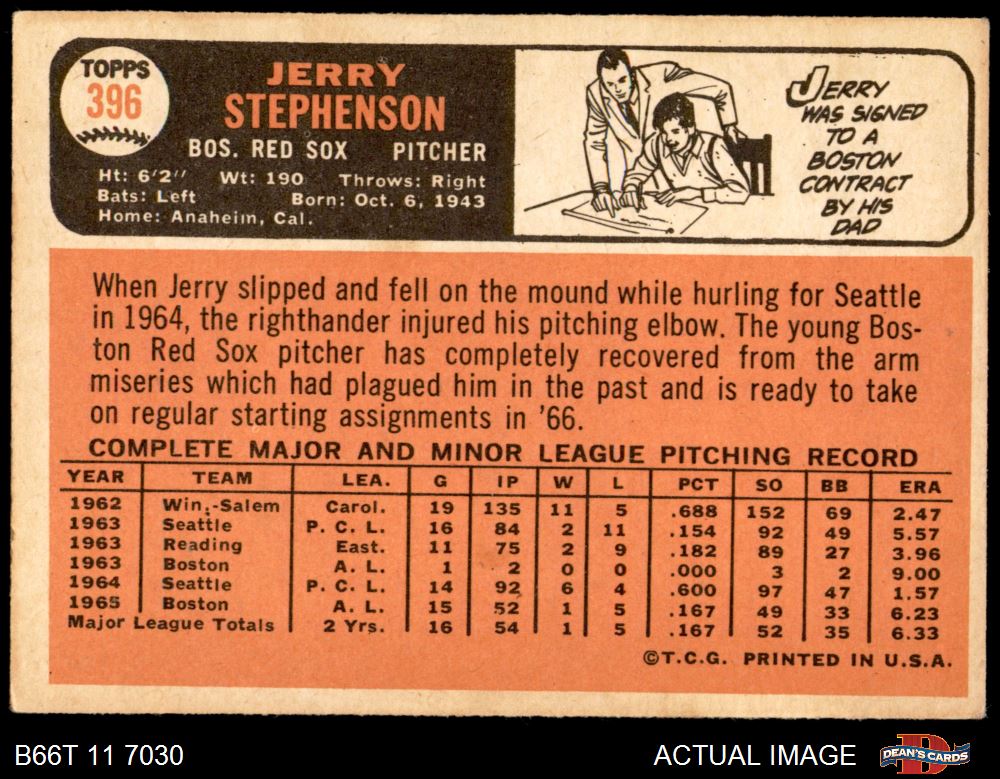 TOPPS
396
JERRY
STEPHENSON
BOS. RED SOX PITCHER
Ht: 6'2" Wt: 190 Throws: Right
Bats: Left Born: Oct. 6, 1943
Home: Anaheim, Cal.
JERRY
WAS SIGNED
TO A
BOSTON
CONTRACT
BY HIS
DAD
When Jerry slipped and fell on the mound while hurling for Seattle
in 1964, the righthander injured his pitching elbow. The young Bos-
ton Red Sox pitcher has completely recovered from the arm
miseries which had plagued him in the past and is ready to take
on regular starting assignments in '66.
COMPLETE MAJOR AND MINOR LEAGUE PITCHING RECORD
YEAR TEAM LEA. G IP W L PCT SO BB ERA
1962 Win.-Salem Carol. 19 135 11 5 .688 152 69 2.47
1963 Seattle P. C. L. 16 84 2 11 .154 92 49 5.57
1963 Reading East. 11 75 2 9 .182 89 27 3.96
1963 Boston A. L. 1 2 0 0 .000 3 2 9.00
1964 Seattle P. C. L. 14 92 6 4 .600 97 47 1.57
1965 Boston A. L. 15 52 1 5 .167 49 33 6.23
Major League Totals 2 Yrs. 16 54 1 5 .167 52 35 6.33
©T.C.G. PRINTED IN U.S.A.
B66T 11 7030 ACTUAL IMAGE DEAN'S CARDS